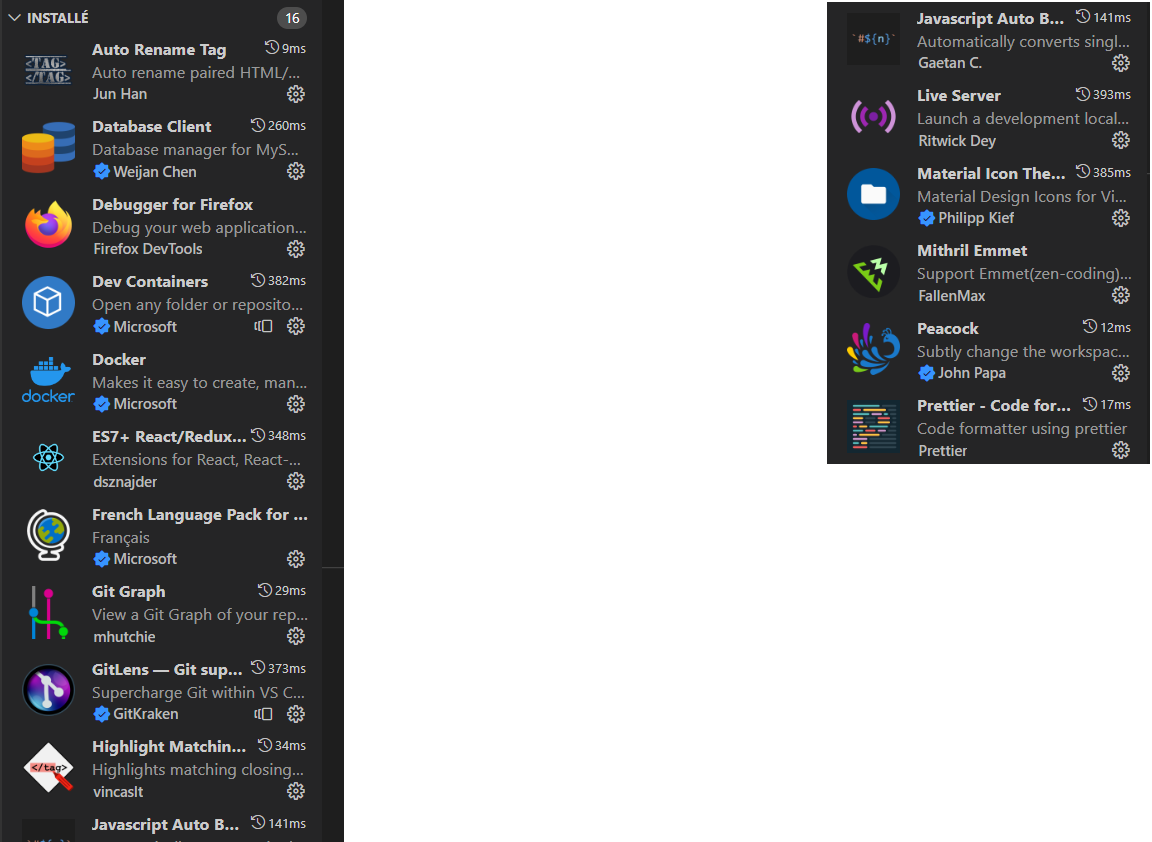 INSTALLÉ 16
<TAG>
</TAG>
Auto Rename Tag 9ms
Auto rename paired HTML/...
Jun Han
Database Client 260ms
Database manager for MyS...
Weijan Chen
Debugger for Firefox
Debug your web application...
Firefox DevTools
Dev Containers 382ms
Open any folder or reposito...
Microsoft
docker
Docker
Makes it easy to create, man...
Microsoft
ES7+ React/Redux... 348ms
Extensions for React, React-...
dsznajder
French Language Pack for ...
Français
Microsoft
Git Graph 29ms
View a Git Graph of your rep...
mhutchie
GitLens — Git sup... 373ms
Supercharge Git within VS C...
GitKraken
</tag>
Highlight Matchin... 34ms
Highlights matching closing...
vincaslt
Javascript Auto B... 141ms
`#${n}`
Javascript Auto B... 141ms
Automatically converts singl...
Gaetan C.
Live Server 393ms
Launch a development local...
Ritwick Dey
Material Icon The... 385ms
Material Design Icons for Vi...
Philipp Kief
Mithril Emmet
Support Emmet(zen-coding)...
FallenMax
Peacock 12ms
Subtly change the workspac...
John Papa
Prettier - Code for... 17ms
Code formatter using prettier
Prettier